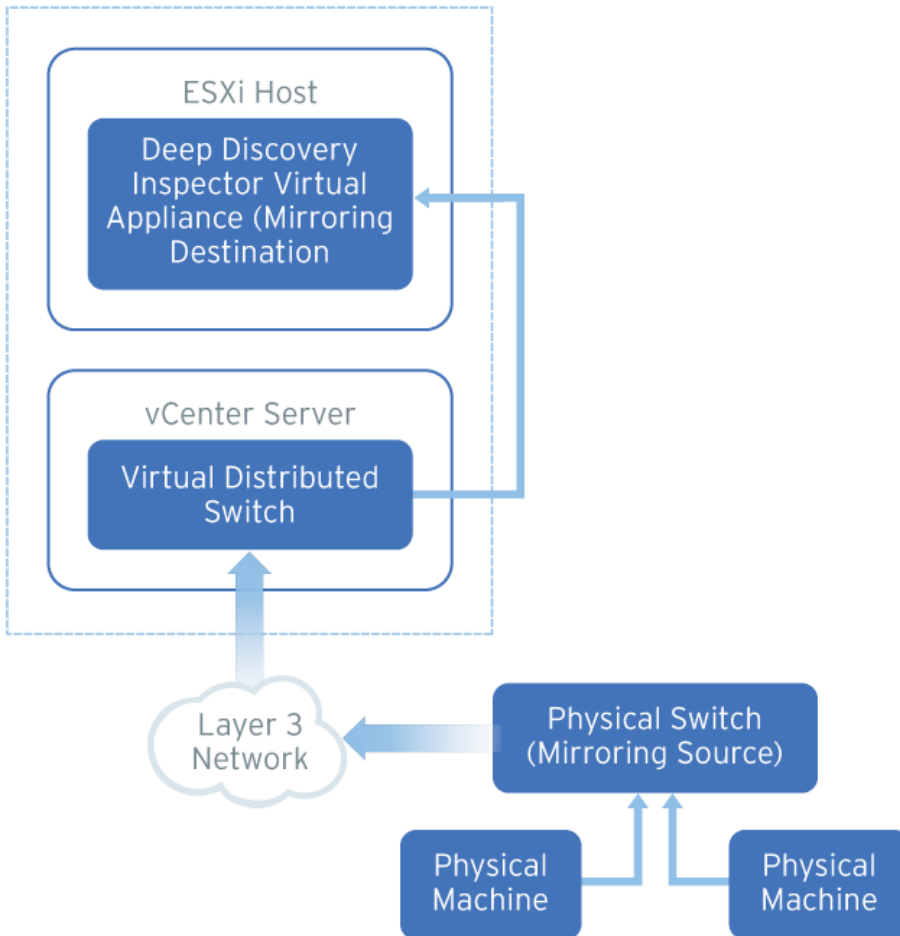 ESXi Host
Deep Discovery
Inspector Virtual
Appliance (Mirroring
Destination
vCenter Server
Virtual Distributed
Switch
Layer 3
Network
Physical Switch
(Mirroring Source)
Physical
Machine
Physical
Machine